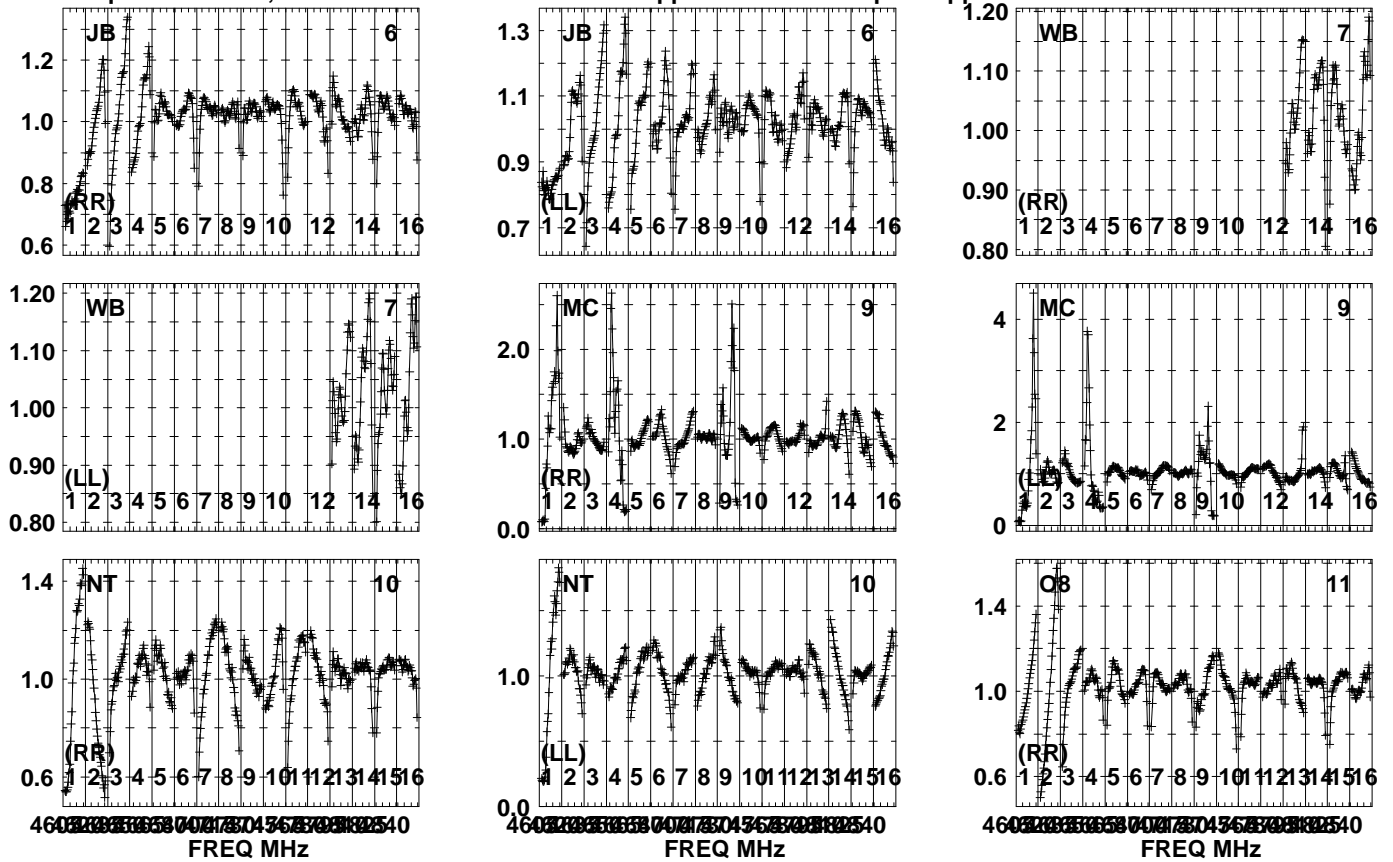 JB 6
1.2
1.0
0.8
0.6
(RR)
1 2 3 4 5 6 7 8 9 10 12 14 16
JB 6
1.3
1.1
0.9
0.7
(LL)
1 2 3 4 5 6 7 8 9 10 12 14 16
WB 7
1.20
1.10
1.00
0.90
0.80
(RR)
1 2 3 4 5 6 7 8 9 10 12 14 16
WB 7
1.20
1.10
1.00
0.90
0.80
(LL)
1 2 3 4 5 6 7 8 9 10 12 14 16
MC 9
2.0
1.0
0.0
(RR)
1 2 3 4 5 6 7 8 9 10 12 14 16
MC 9
4
2
0
(LL)
1 2 3 4 5 6 7 8 9 10 12 14 16
NT 10
1.4
1.0
0.6
(RR)
1 2 3 4 5 6 7 8 9 10 11 12 13 14 15 16
FREQ MHz
NT 10
1.0
0.0
(LL)
1 2 3 4 5 6 7 8 9 10 11 12 13 14 15 16
FREQ MHz
O8 11
1.4
1.0
0.6
(RR)
1 2 3 4 5 6 7 8 9 10 11 12 13 14 15 16
FREQ MHz